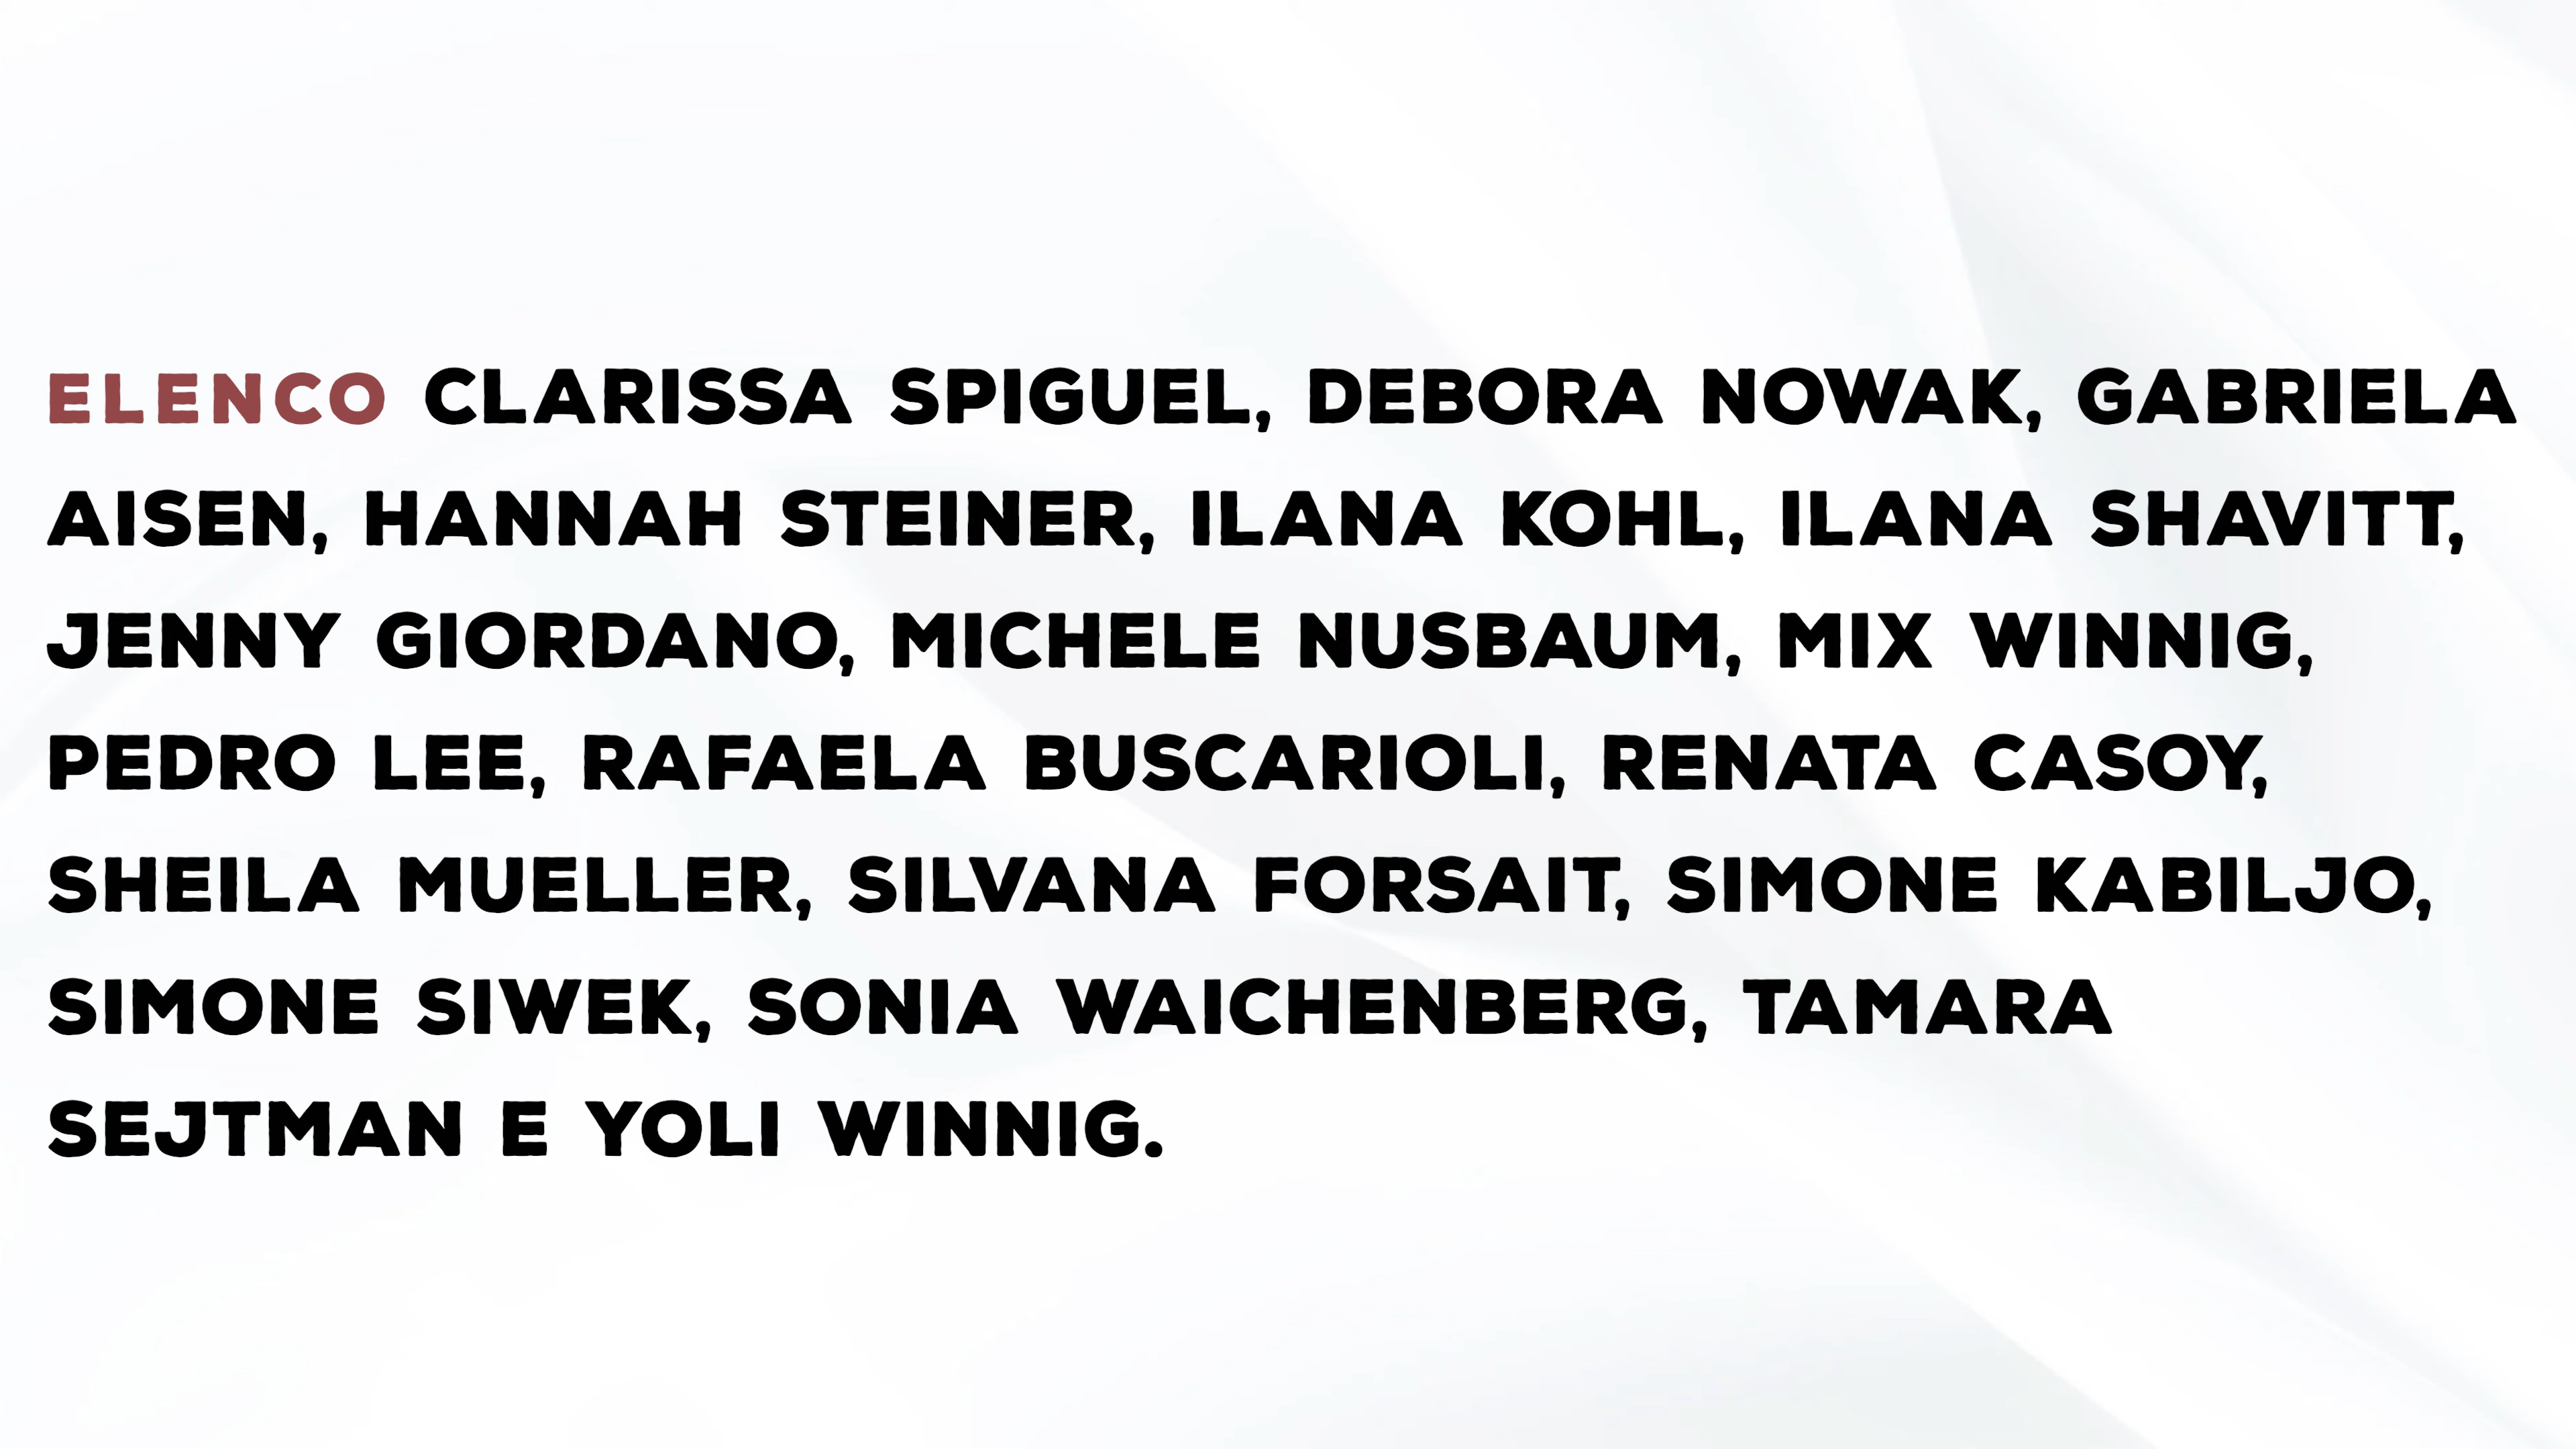 ELENCO CLARISSA SPIGUEL, DEBORA NOWAK, GABRIELA
AISEN, HANNAH STEINER, ILANA KOHL, ILANA SHAVITT,
JENNY GIORDANO, MICHELE NUSBAUM, MIX WINNIG,
PEDRO LEE, RAFAELA BUSCARIOLI, RENATA CASOY,
SHEILA MUELLER, SILVANA FORSAIT, SIMONE KABILJO,
SIMONE SIWEK, SONIA WAICHENBERG, TAMARA
SEJTMAN E YOLI WINNIG.